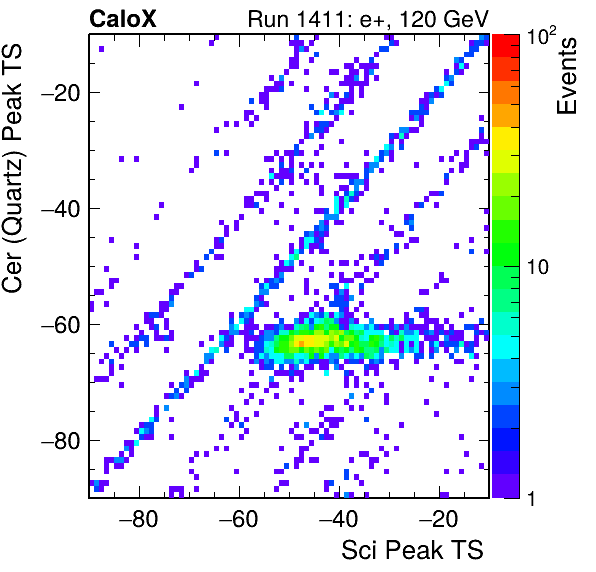 CaloX Run 1411: e+, 120 GeV
Cer (Quartz) Peak TS
−20
−40
−60
−80
−80 −60 −40 −20
Sci Peak TS
10²
10
1
Events